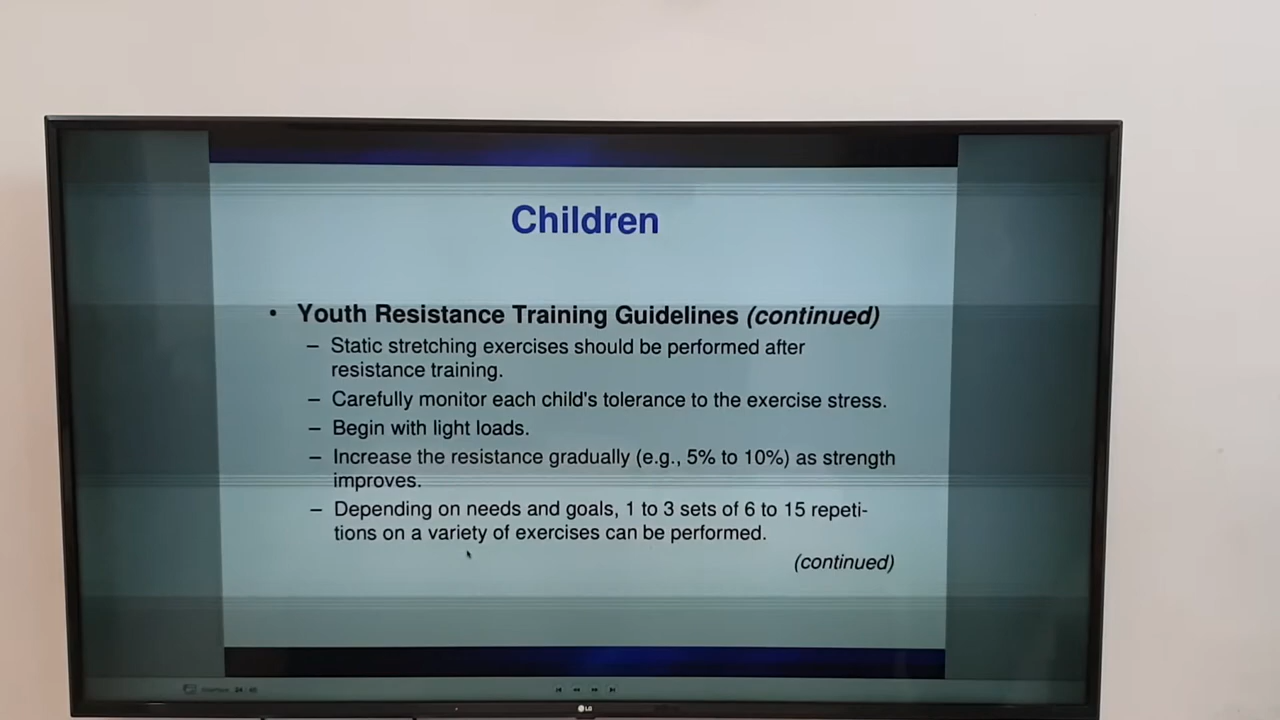 Children
• Youth Resistance Training Guidelines (continued)
– Static stretching exercises should be performed after
resistance training.
– Carefully monitor each child's tolerance to the exercise stress.
– Begin with light loads.
– Increase the resistance gradually (e.g., 5% to 10%) as strength
improves.
– Depending on needs and goals, 1 to 3 sets of 6 to 15 repeti-
tions on a variety of exercises can be performed.
(continued)
LG